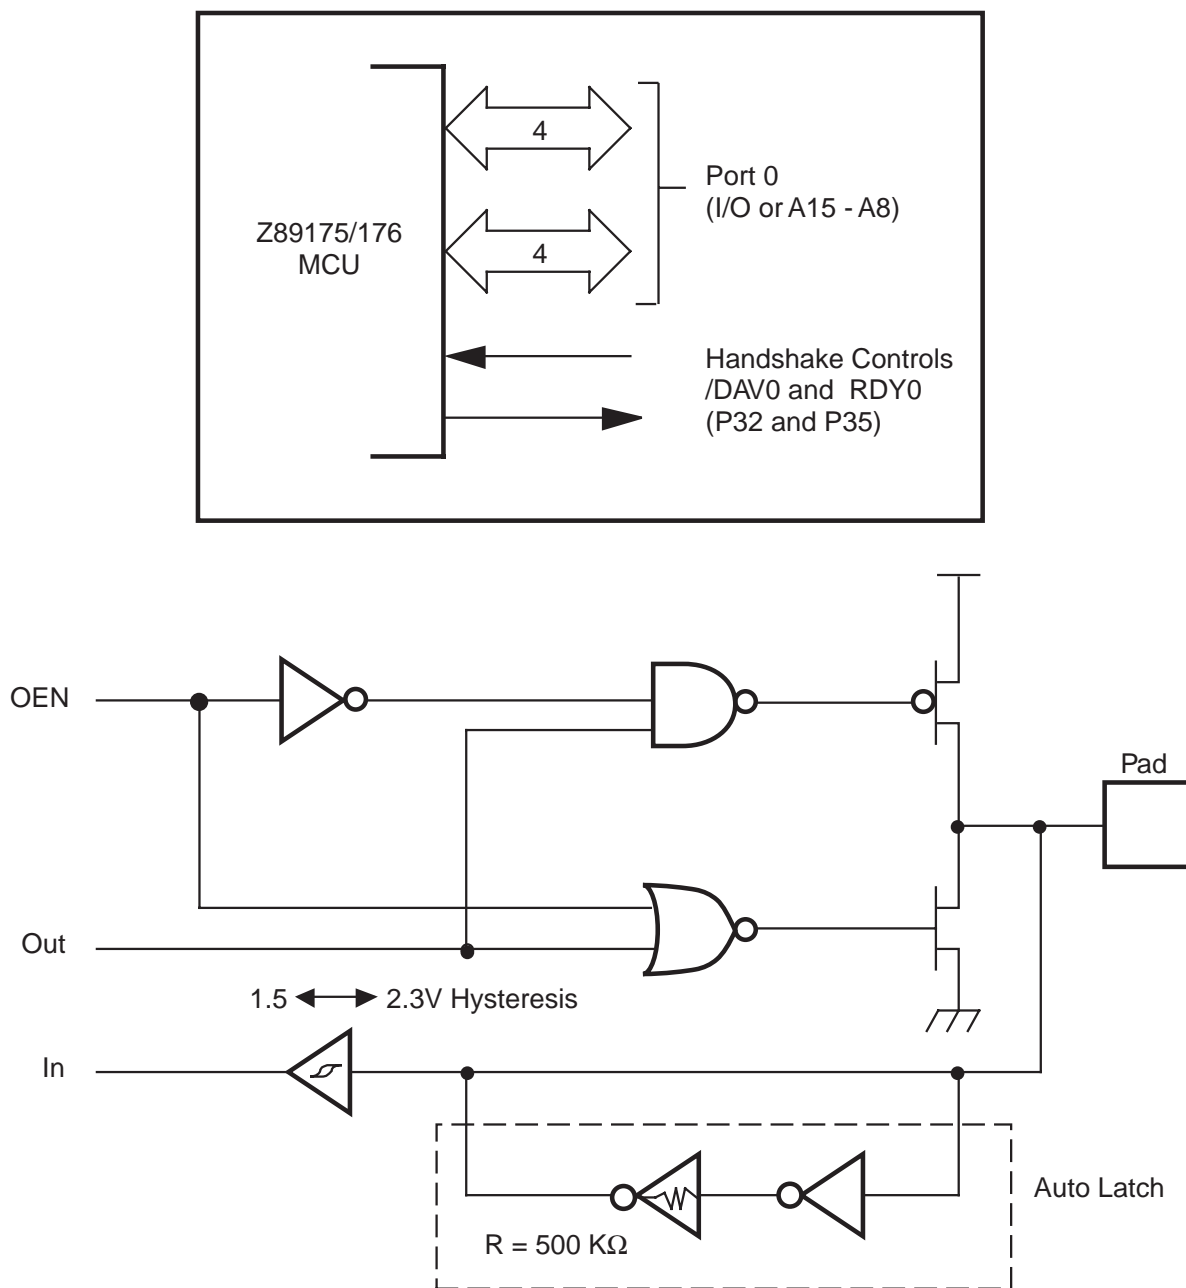 Z89175/176
MCU
4
4
Port 0
(I/O or A15 - A8)
Handshake Controls
/DAV0 and RDY0
(P32 and P35)
OEN
Pad
Out
1.5 2.3V Hysteresis
In
Auto Latch
R = 500 KΩ